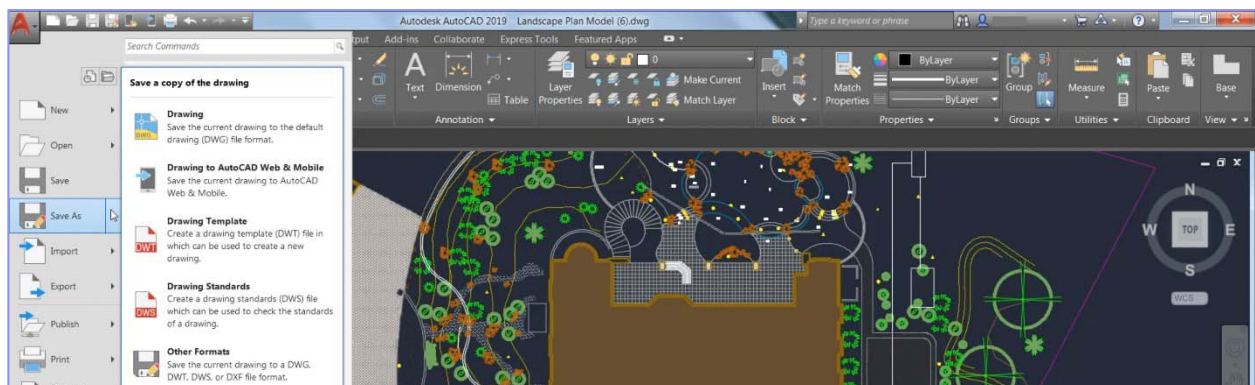 Autodesk AutoCAD 2019 Landscape Plan Model (6).dwg
Type a keyword or phrase
Search Commands
tput Add-ins Collaborate Express Tools Featured Apps
Save a copy of the drawing
New
Open
Save
Save As
Import
Export
Publish
Print
Drawing
Save the current drawing to the default
drawing (DWG) file format.
DWG
Drawing to AutoCAD Web & Mobile
Save the current drawing to AutoCAD
Web & Mobile.
Drawing Template
Create a drawing template (DWT) file in
which can be used to create a new
drawing.
DWT
Drawing Standards
Create a drawing standards (DWS) file
which can be used to check the standards
of a drawing.
DWS
Other Formats
Save the current drawing to a DWG,
DWT, DWS, or DXF file format.
Text
Dimension
Table
Annotation
Layer
Properties
0
Make Current
Match Layer
Layers
Insert
Block
Match
Properties
ByLayer
ByLayer
ByLayer
Properties
Group
Groups
Measure
Utilities
Paste
Clipboard
Base
View
N
W TOP E
S
WCS